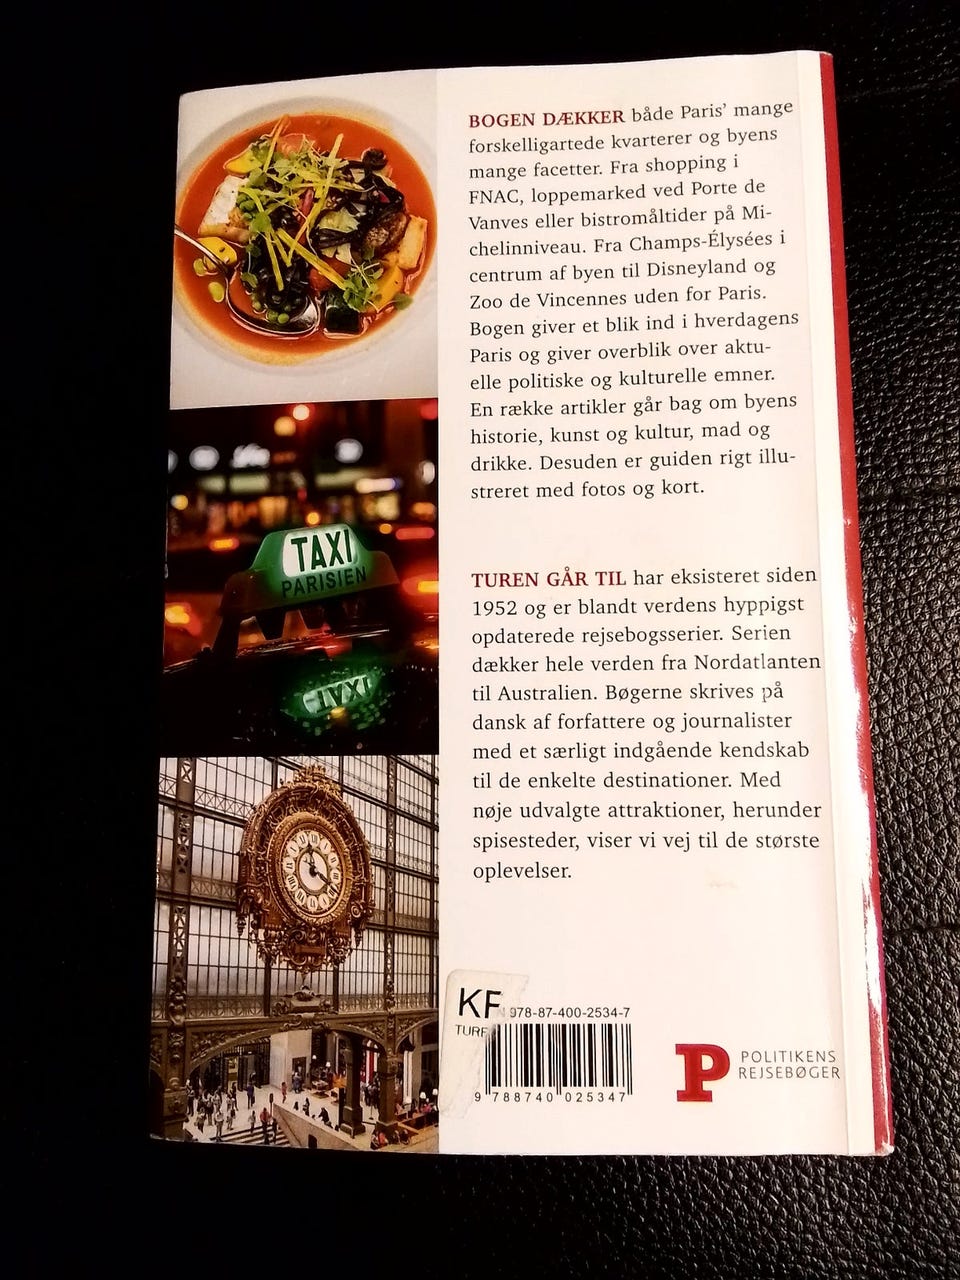 BOGEN DÆKKER både Paris’ mange
forskelligartede kvarterer og byens
mange facetter. Fra shopping i
FNAC, loppemarked ved Porte de
Vanves eller bistromåltider på Mi-
chelinniveau. Fra Champs-Élysées i
centrum af byen til Disneyland og
Zoo de Vincennes uden for Paris.
Bogen giver et blik ind i hverdagens
Paris og giver overblik over aktu-
elle politiske og kulturelle emner.
En række artikler går bag om byens
historie, kunst og kultur, mad og
drikke. Desuden er guiden rigt illu-
streret med fotos og kort.
TAXI
PARISIEN
TAXI
TUREN GÅR TIL har eksisteret siden
1952 og er blandt verdens hyppigst
opdaterede rejsebogsserier. Serien
dækker hele verden fra Nordatlanten
til Australien. Bøgerne skrives på
dansk af forfattere og journalister
med et særligt indgående kendskab
til de enkelte destinationer. Med
nøje udvalgte attraktioner, herunder
spisesteder, viser vi vej til de største
oplevelser.
KF
TURE
978-87-400-2534-7
9 788740 025347
P
POLITIKENS
REJSEBØGER